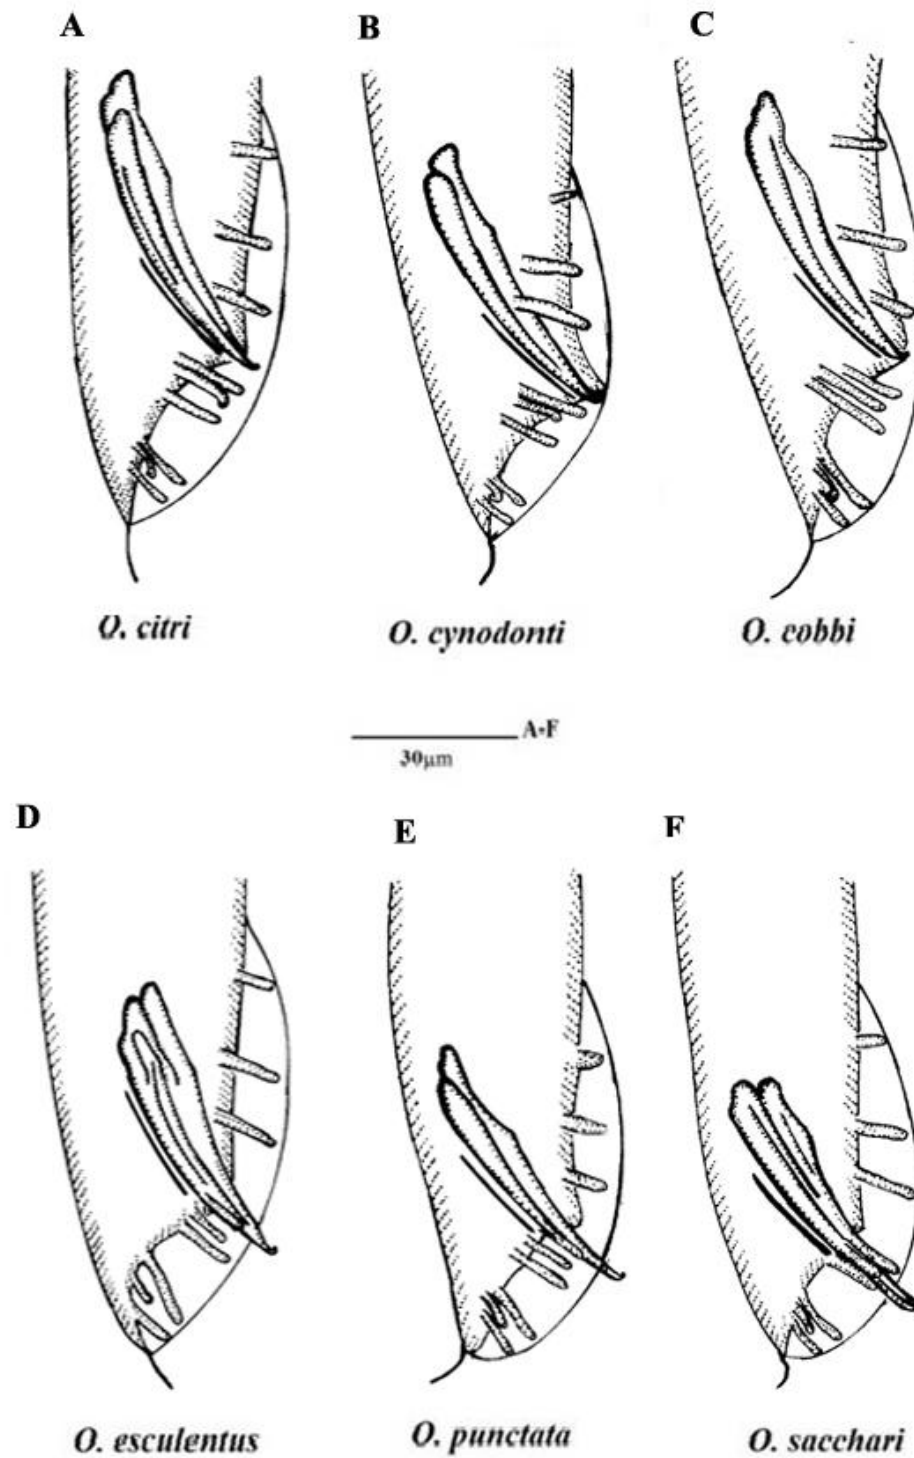 A B C
O. citri O. cynodonti O. cobbi
A-F
30µm
D E F
O. esculentus O. punctata O. sacchari